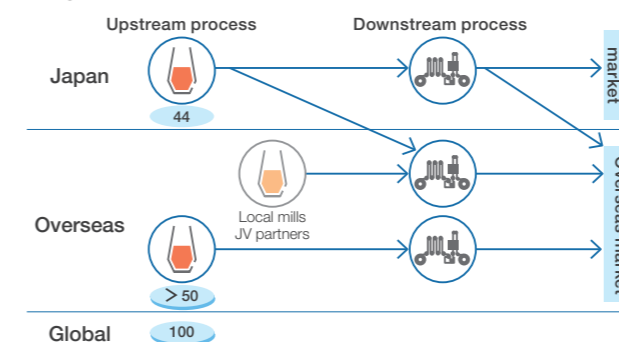 Upstream process
Downstream process
Japan
44
market
Overseas
Local mills
JV partners
> 50
Overseas market
Global
100